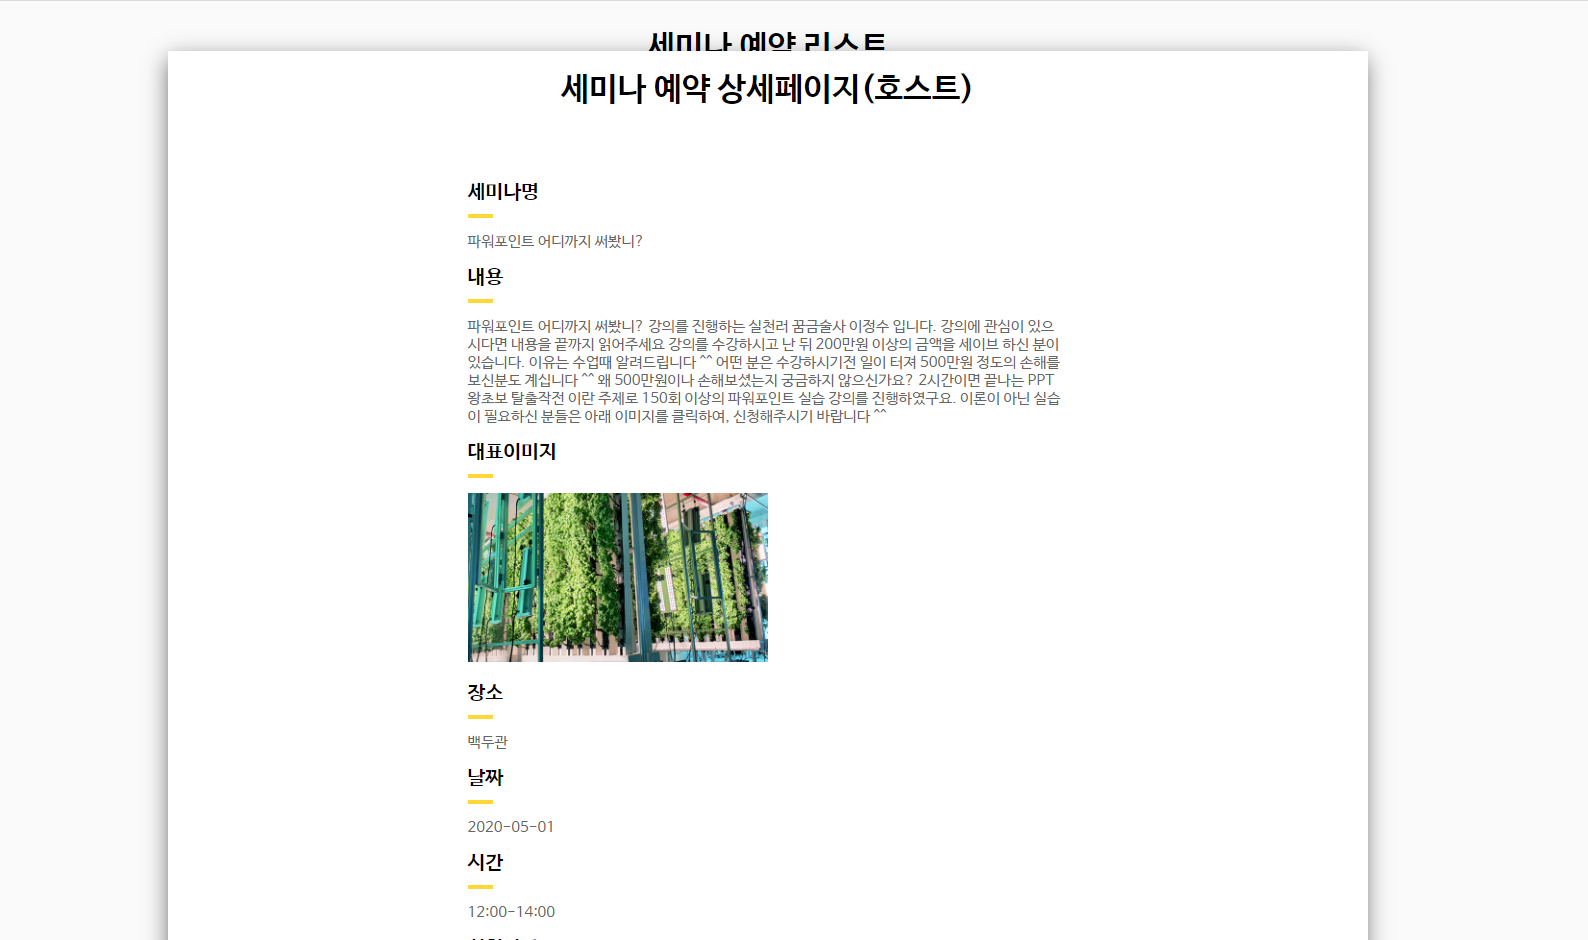 세미나 예약 리스트
세미나 예약 상세페이지(호스트)
세미나명
파워포인트 어디까지 써봤니?
내용
파워포인트 어디까지 써봤니? 강의를 진행하는 실천러 꿈금술사 이정수 입니다. 강의에 관심이 있으
시다면 내용을 끝까지 읽어주세요 강의를 수강하시고 난 뒤 200만원 이상의 금액을 세이브 하신 분이
있습니다. 이유는 수업때 알려드립니다 ^^ 어떤 분은 수강하시기전 일이 터져 500만원 정도의 손해를
보신분도 계십니다 ^^ 왜 500만원이나 손해보셨는지 궁금하지 않으신가요? 2시간이면 끝나는 PPT
왕초보 탈출작전 이란 주제로 150회 이상의 파워포인트 실습 강의를 진행하였구요. 이론이 아닌 실습
이 필요하신 분들은 아래 이미지를 클릭하여, 신청해주시기 바랍니다 ^^
대표이미지
장소
백두관
날짜
2020-05-01
시간
12:00-14:00